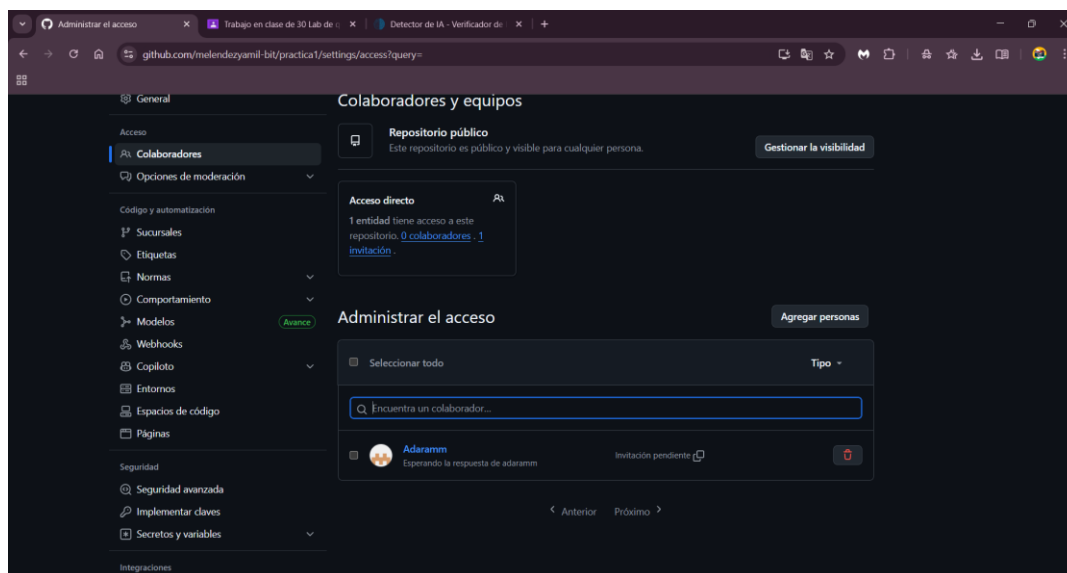 Administrar el acceso
Trabajo en clase de 30 Lab de
Detector de IA - Verificador de
github.com/melendezyamil-bit/practica1/settings/access?query=
General
Acceso
Colaboradores
Opciones de moderación
Código y automatización
Sucursales
Etiquetas
Normas
Comportamiento
Modelos
Avance
Webhooks
Copiloto
Entornos
Espacios de código
Páginas
Seguridad
Seguridad avanzada
Implementar claves
Secretos y variables
Integraciones
Colaboradores y equipos
Repositorio público
Este repositorio es público y visible para cualquier persona.
Gestionar la visibilidad
Acceso directo
1 entidad tiene acceso a este
repositorio. 0 colaboradores . 1
invitación .
Administrar el acceso
Agregar personas
Seleccionar todo
Tipo
Encuentra un colaborador...
Adaramm
Esperando la respuesta de adaramm
Invitación pendiente
Anterior
Próximo